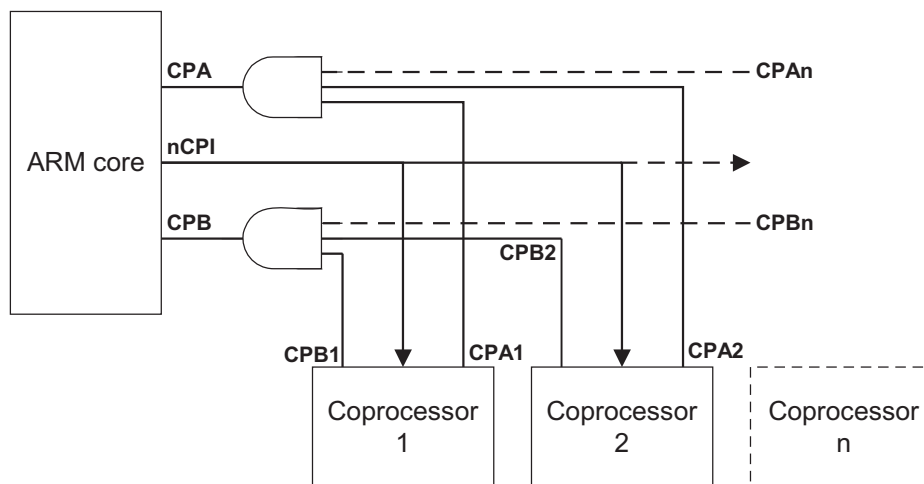 CPA
CPAn
ARM core
nCPI
CPB
CPBn
CPB2
CPB1
CPA1
CPA2
Coprocessor
1
Coprocessor
2
Coprocessor
n